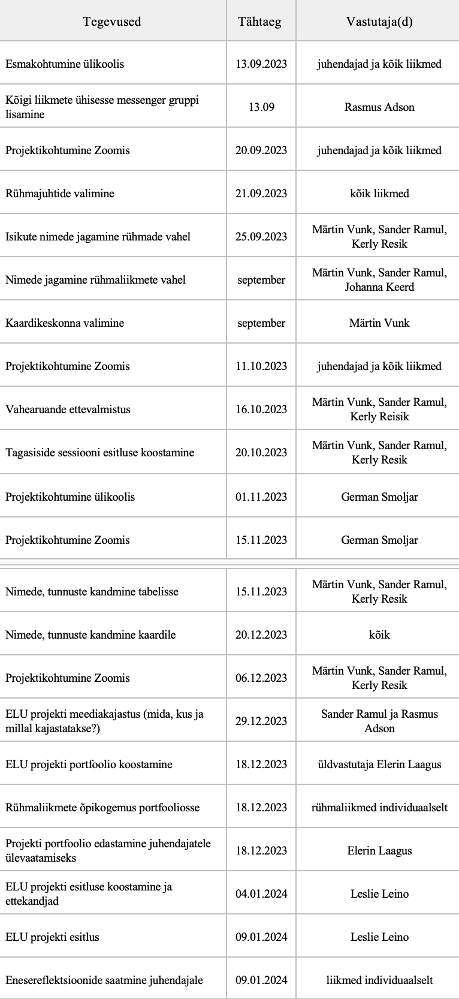 Tegevused Tähtaeg Vastutaja(d)
Esmakohtumine ülikoolis 13.09.2023 juhendajad ja kõik liikmed
Kõigi liikmete ühisesse messenger gruppi
lisamine
13.09 Rasmus Adson
Projektikohtumine Zoomis 20.09.2023 juhendajad ja kõik liikmed
Rühmajuhtide valimine 21.09.2023 kõik liikmed
Isikute nimede jagamine rühmade vahel 25.09.2023
Märtin Vunk, Sander Ramul,
Kerly Resik
Nimede jagamine rühmaliikmete vahel september
Märtin Vunk, Sander Ramul,
Johanna Keerd
Kaardikeskonna valimine september Märtin Vunk
Projektikohtumine Zoomis 11.10.2023 juhendajad ja kõik liikmed
Vahearuande ettevalmistus 16.10.2023
Märtin Vunk, Sander Ramul,
Kerly Reisik
Tagasiside sessiooni esitluse koostamine 20.10.2023
Märtin Vunk, Sander Ramul,
Kerly Resik
Projektikohtumine ülikoolis 01.11.2023 German Smoljar
Projektikohtumine Zoomis 15.11.2023 German Smoljar
Nimede, tunnuste kandmine tabelisse 15.11.2023
Märtin Vunk, Sander Ramul,
Kerly Resik
Nimede, tunnuste kandmine kaardile 20.12.2023 kõik
Projektikohtumine Zoomis 06.12.2023
Märtin Vunk, Sander Ramul,
Kerly Resik
ELU projekti meediakajastus (mida, kus ja
millal kajastatakse?)
29.12.2023
Sander Ramul ja Rasmus
Adson
ELU projekti portfoolio koostamine 18.12.2023 üldvastutaja Elerin Laagus
Rühmaliikmete õpikogemus portfooliosse 18.12.2023 rühmaliikmed individuaalselt
Projekti portfoolio edastamine juhendajatele
ülevaatamiseks
18.12.2023 Elerin Laagus
ELU projekti esitluse koostamine ja
ettekandjad
04.01.2024 Leslie Leino
ELU projekti esitlus 09.01.2024 Leslie Leino
Enesereflektsioonide saatmine juhendajale 09.01.2024 liikmed individuaalselt